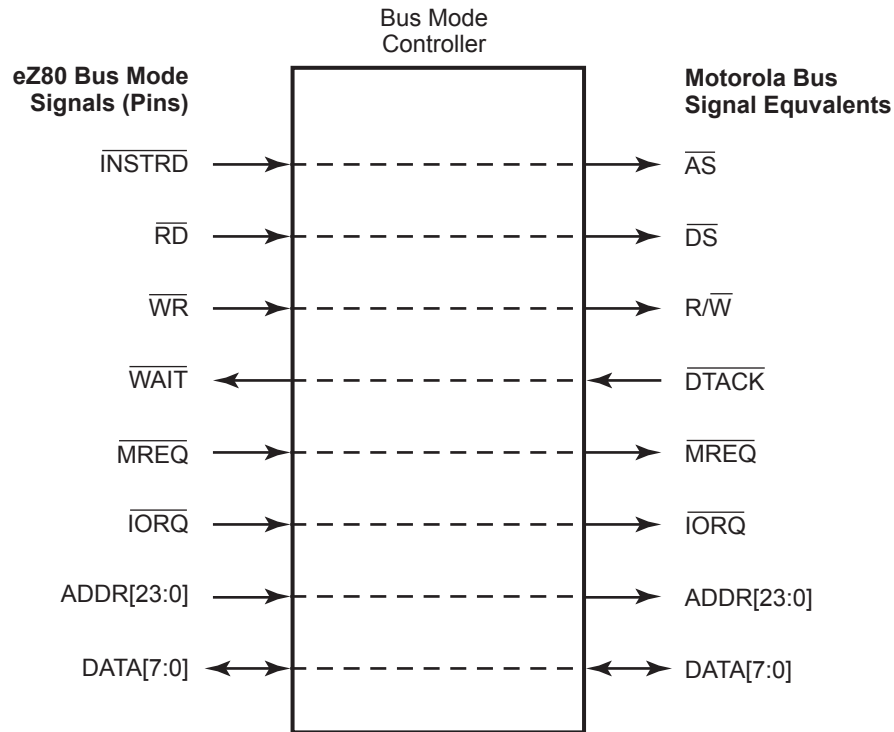 Bus Mode
Controller
eZ80 Bus Mode
Signals (Pins)
Motorola Bus
Signal Equvalents
INSTRD
AS
RD
DS
WR
R/W
WAIT
DTACK
MREQ
MREQ
IORQ
IORQ
ADDR[23:0]
ADDR[23:0]
DATA[7:0]
DATA[7:0]